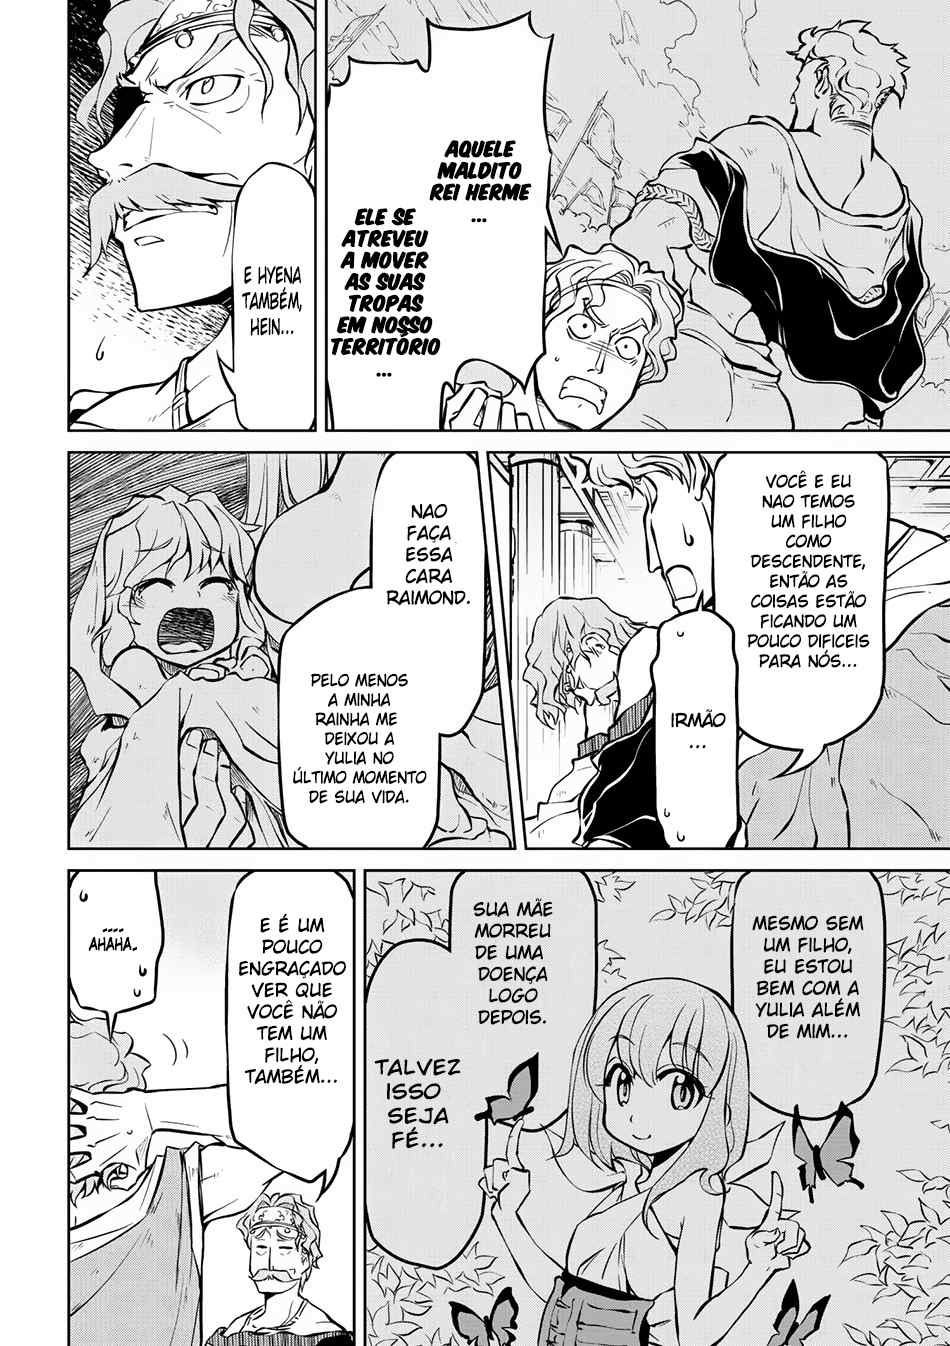 AQUELE
MALDITO
REI HERME
...
ELE SE
ATREVEU
A MOVER
AS SUAS
TROPAS
EM NOSSO
TERRITÓRIO
...
E HYENA
TAMBÉM,
HEIN...
VOCÊ E EU
NAO TEMOS
UM FILHO
COMO
DESCENDENTE,
ENTÃO AS
COISAS ESTÃO
FICANDO UM
POUCO DIFICEIS
PARA NÓS...
IRMÃO
...
NAO
FAÇA
ESSA
CARA
RAIMOND.
PELO MENOS
A MINHA
RAINHA ME
DEIXOU A
YULIA NO
ÚLTIMO MOMENTO
DE SUA VIDA.
MESMO SEM
UM FILHO,
EU ESTOU
BEM COM A
YULIA ALÉM
DE MIM...
SUA MÃE
MORREU
DE UMA
DOENÇA
LOGO
DEPOIS.
TALVEZ
ISSO
SEJA
FÉ...
E É UM
POUCO
ENGRAÇADO
VER QUE
VOCÊ NÃO
TEM UM
FILHO,
TAMBÉM...
....
AHAHA..